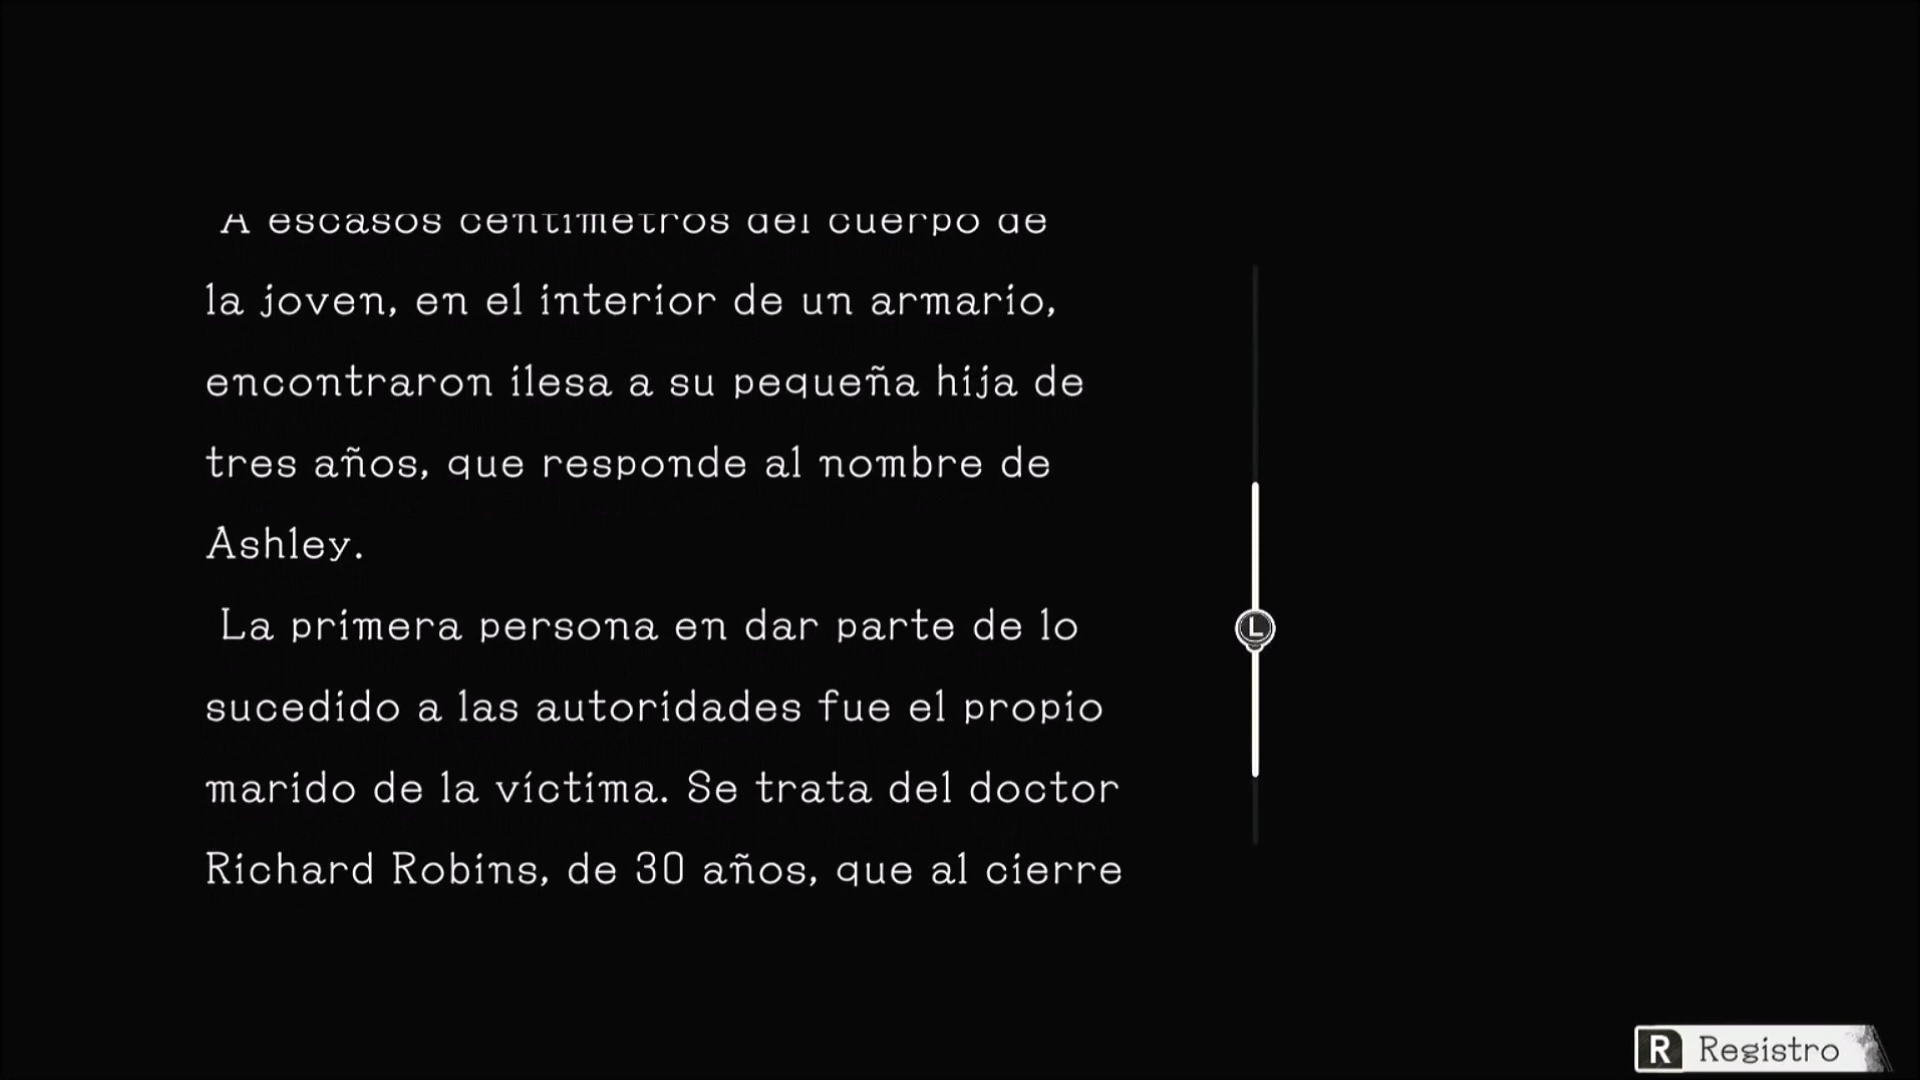 A escasos centímetros del cuerpo de
la joven, en el interior de un armario,
encontraron ilesa a su pequeña hija de
tres años, que responde al nombre de
Ashley.
La primera persona en dar parte de lo
sucedido a las autoridades fue el propio
marido de la víctima. Se trata del doctor
Richard Robins, de 30 años, que al cierre
L
R Registro